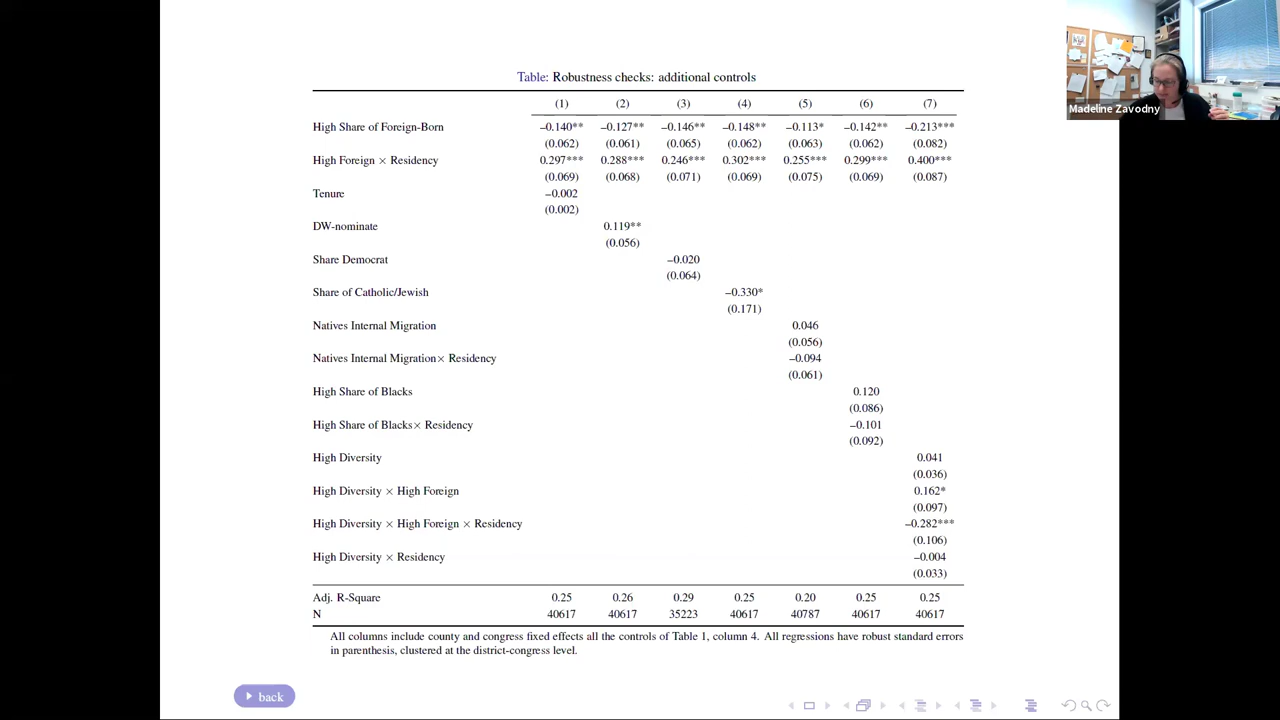 Madeline Zavodny
Table: Robustness checks: additional controls
(1) (2) (3) (4) (5) (6) (7)
High Share of Foreign-Born –0.140** –0.127** –0.146** –0.148** –0.113* –0.142** –0.213***
(0.062) (0.061) (0.065) (0.062) (0.063) (0.062) (0.082)
High Foreign × Residency 0.297*** 0.288*** 0.246*** 0.302*** 0.255*** 0.299*** 0.400***
(0.069) (0.068) (0.071) (0.069) (0.075) (0.069) (0.087)
Tenure –0.002
(0.002)
DW-nominate 0.119**
(0.056)
Share Democrat –0.020
(0.064)
Share of Catholic/Jewish –0.330*
(0.171)
Natives Internal Migration 0.046
(0.056)
Natives Internal Migration× Residency –0.094
(0.061)
High Share of Blacks 0.120
(0.086)
High Share of Blacks× Residency –0.101
(0.092)
High Diversity 0.041
(0.036)
High Diversity × High Foreign 0.162*
(0.097)
High Diversity × High Foreign × Residency –0.282***
(0.106)
High Diversity × Residency –0.004
(0.033)
Adj. R-Square 0.25 0.26 0.29 0.25 0.20 0.25 0.25
N 40617 40617 35223 40617 40787 40617 40617
All columns include county and congress fixed effects all the controls of Table 1, column 4. All regressions have robust standard errors
in parenthesis, clustered at the district-congress level.
back